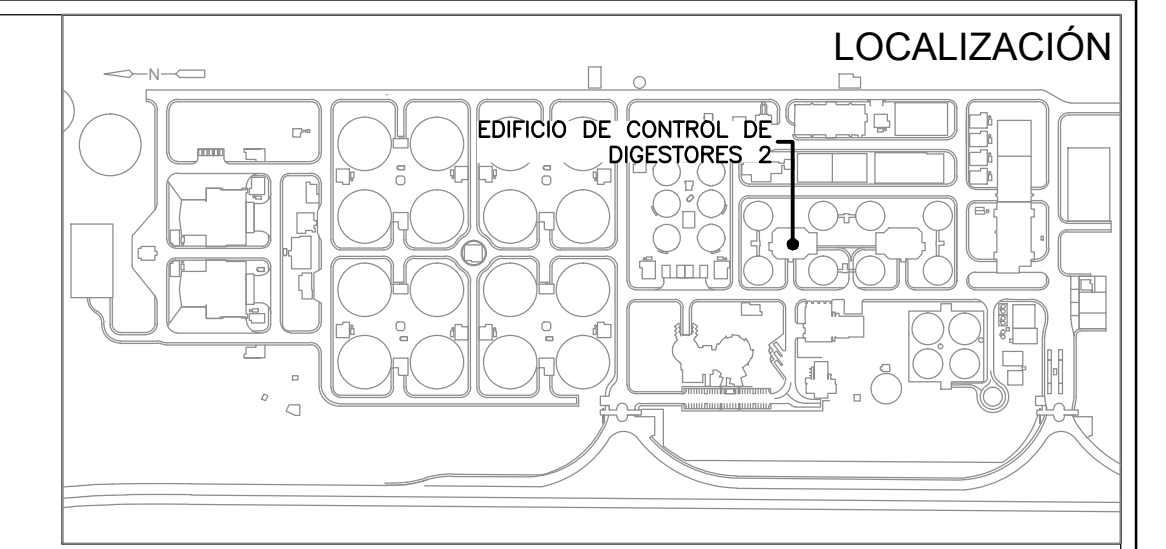 LOCALIZACIÓN
N
EDIFICIO DE CONTROL DE
DIGESTORES 2